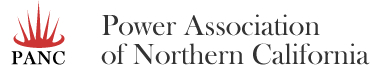 PANC
Power Association
of Northern California